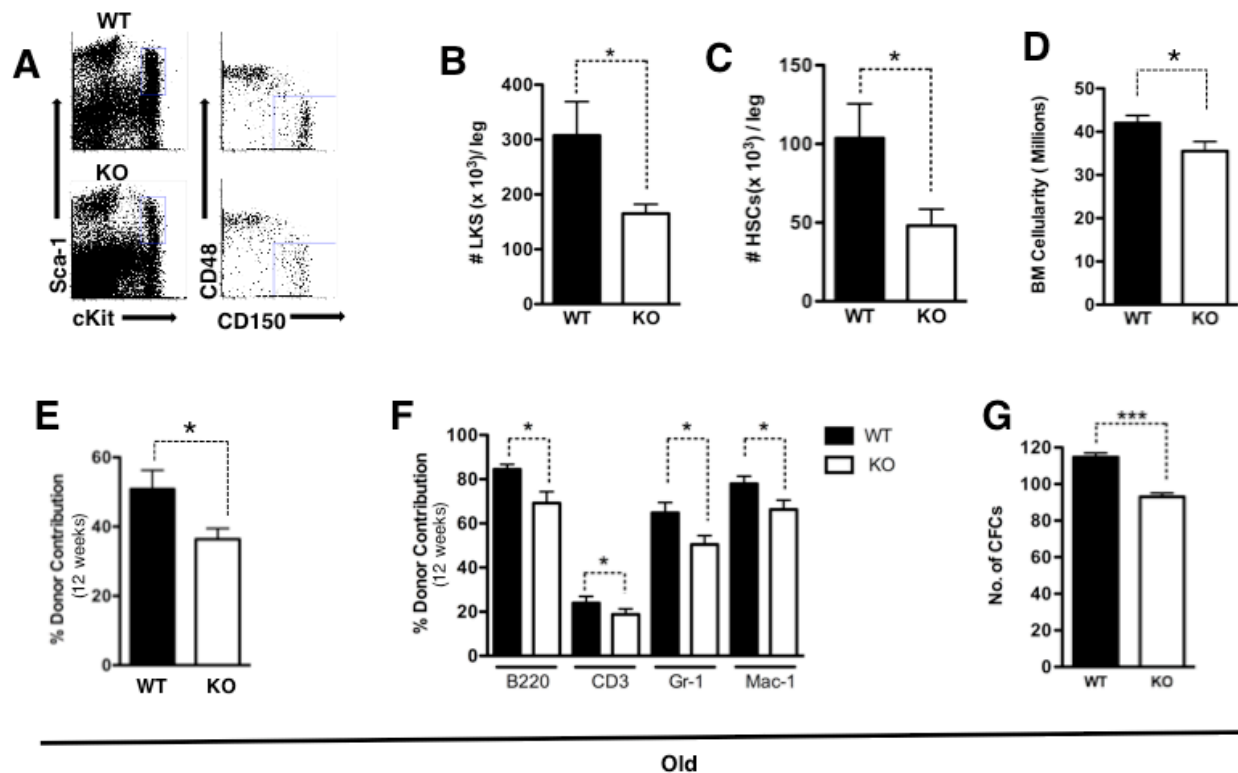 A
WT
KO
Sca-1
cKit
CD48
CD150
B
*
# LKS (x 10³)/ leg
400
300
200
100
0
WT
KO
C
*
# HSCs(x 10³) / leg
150
100
50
0
WT
KO
D
*
BM Cellularity ( Millions)
50
40
30
20
10
0
WT
KO
E
*
% Donor Contribution
(12 weeks)
60
40
20
0
WT
KO
F
*
*
*
*
% Donor Contribution
(12 weeks)
100
80
60
40
20
0
B220
CD3
Gr-1
Mac-1
WT
KO
G
***
No. of CFCs
120
100
80
60
40
20
0
WT
KO
Old